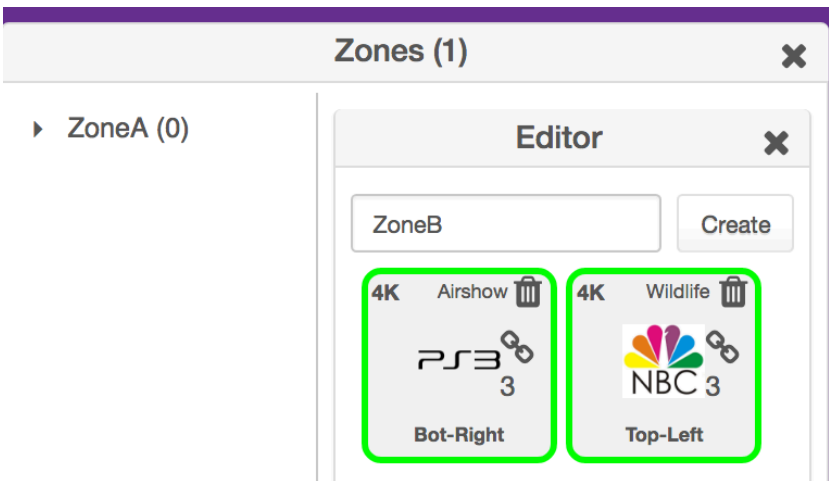 Zones (1)
ZoneA (0)
Editor
ZoneB
Create
4K Airshow
PS3
3
Bot-Right
4K Wildlife
NBC 3
Top-Left